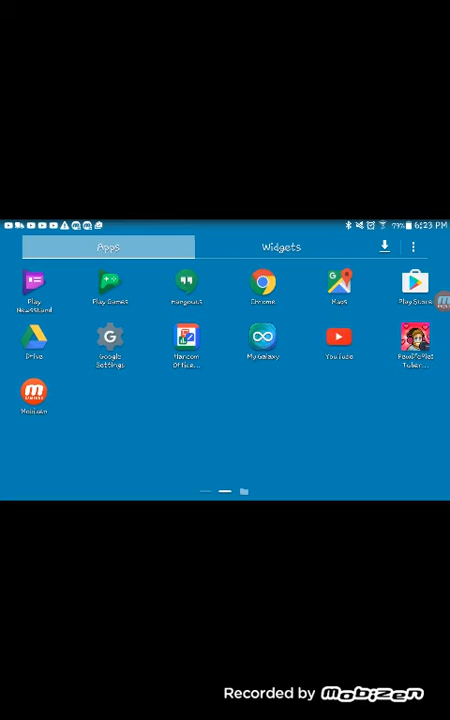 79% 6:23 PM
Apps Widgets
Play Newsstand
Play Games
Hangouts
Chrome
Maps
Play Store
Drive
Google Settings
Hancom Office...
My Galaxy
YouTube
PewDiePie's Tuber...
Mobizen
Recorded by mobizen